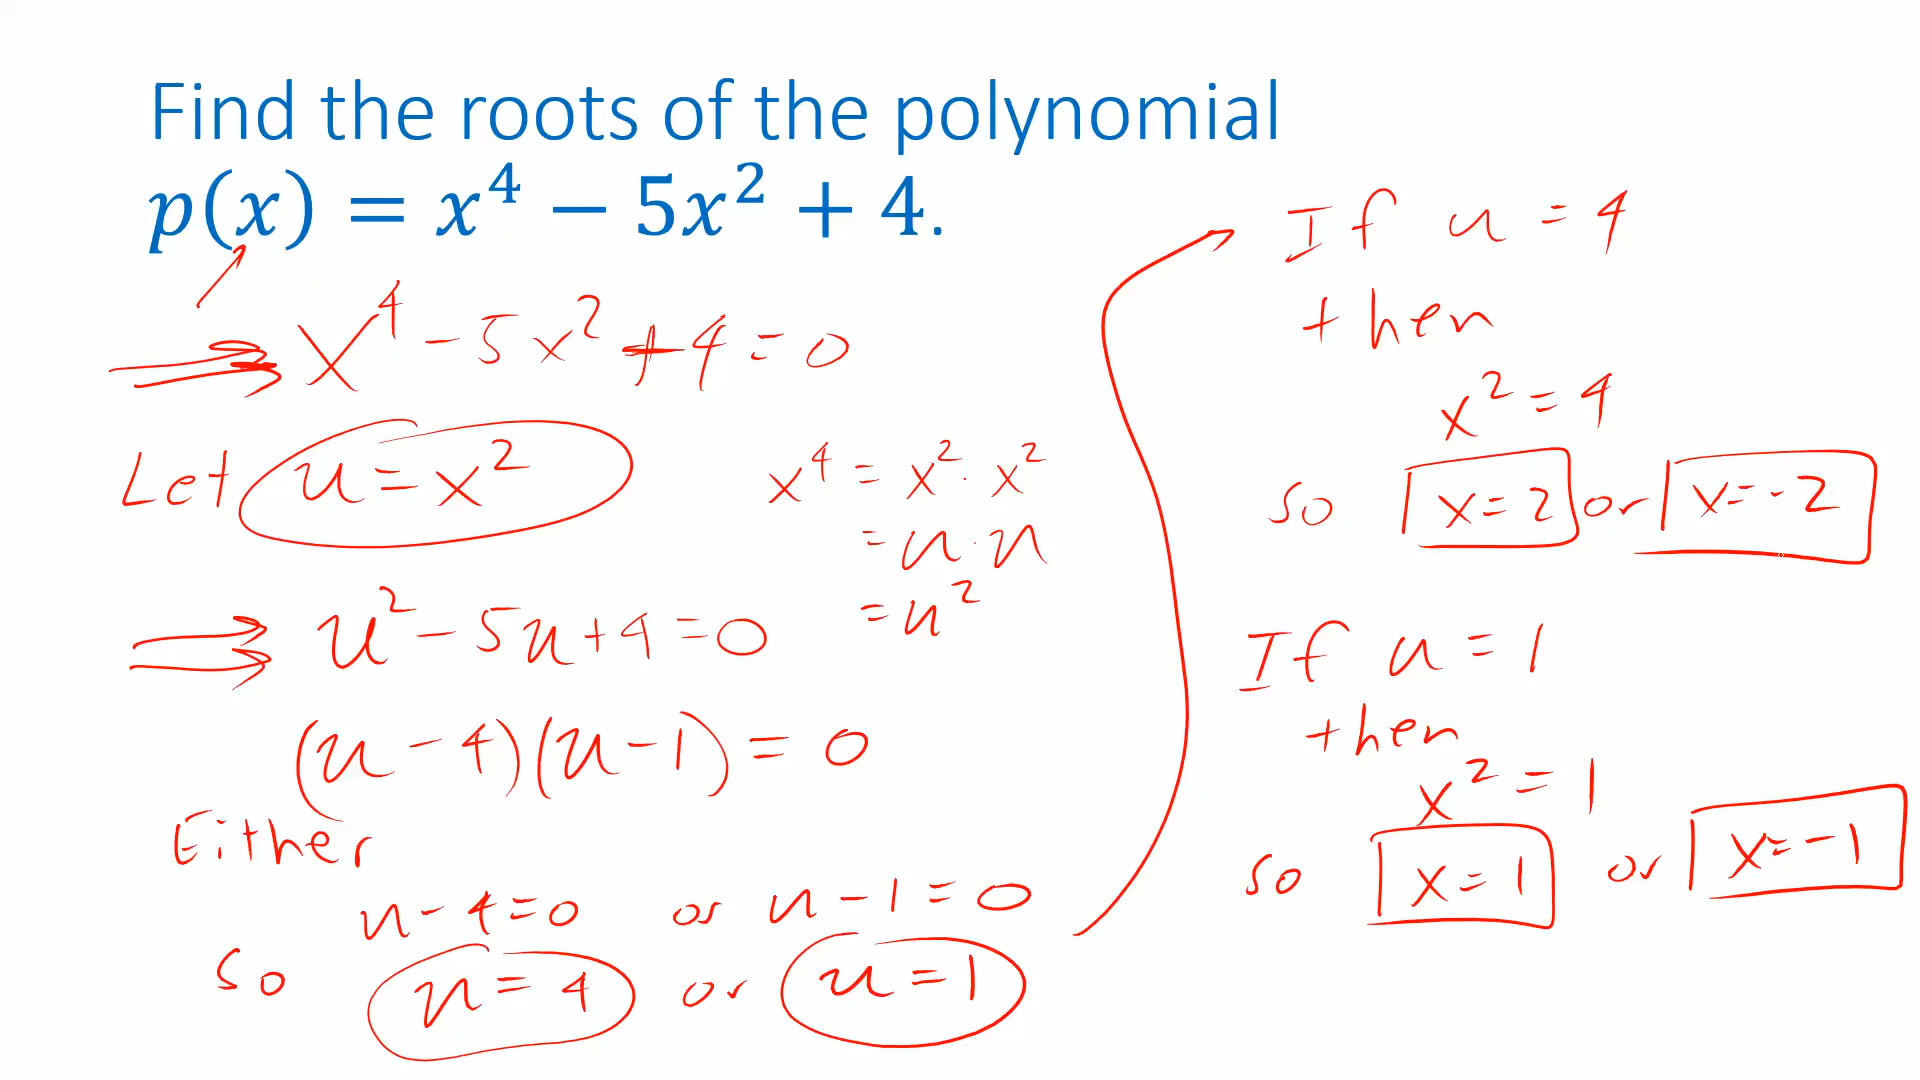 Find the roots of the polynomial
p(x) = x⁴ − 5x² + 4.
x⁴ - 5x² + 4 = 0
Let u = x²
x⁴ = x² · x²
= u · u
= u²
u² - 5u + 4 = 0
(u - 4)(u - 1) = 0
Either
u - 4 = 0 or u - 1 = 0
so u = 4 or u = 1
If u = 4
then
x² = 4
so x = 2 or x = -2
If u = 1
then
x² = 1
so x = 1 or x = -1